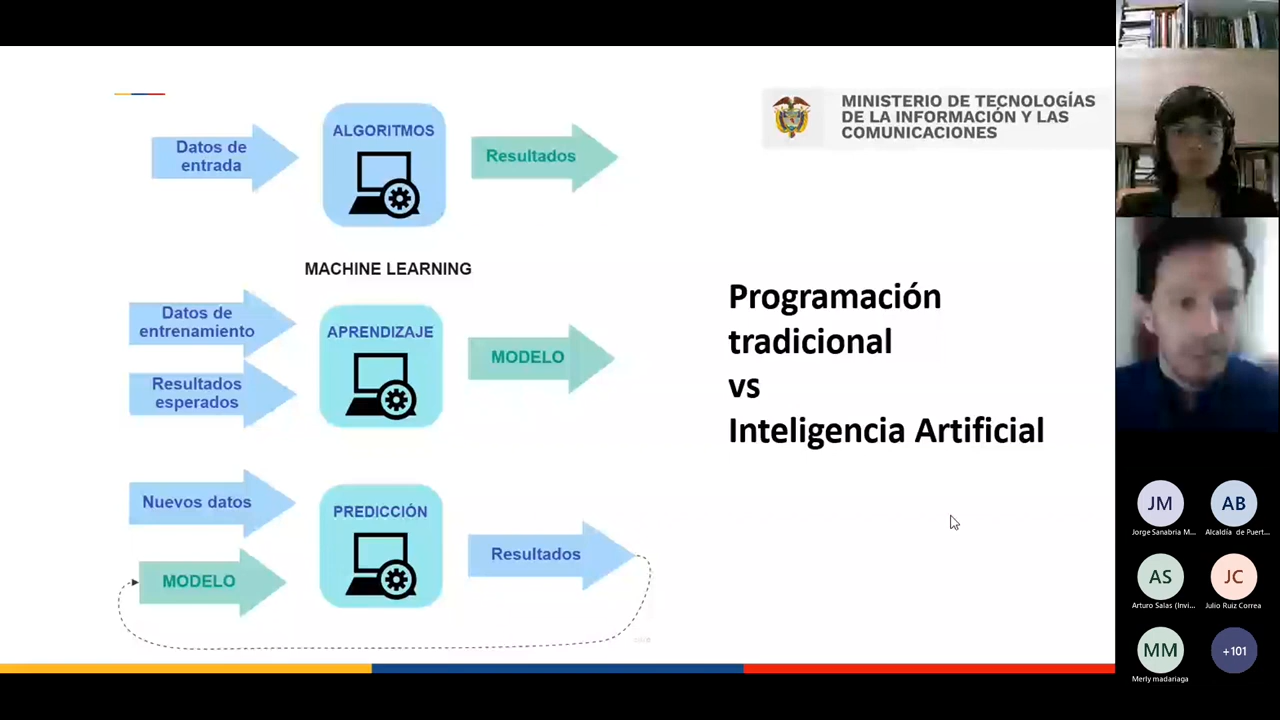 MINISTERIO DE TECNOLOGÍAS
DE LA INFORMACIÓN Y LAS
COMUNICACIONES
Datos de
entrada
ALGORITMOS
Resultados
MACHINE LEARNING
Datos de
entrenamiento
Resultados
esperados
APRENDIZAJE
MODELO
Nuevos datos
MODELO
PREDICCIÓN
Resultados
Programación
tradicional
vs
Inteligencia Artificial
JM
Jorge Sanabria M...
AB
Alcaldía de Puert...
AS
Arturo Salas (Invi...
JC
Julio Ruiz Correa
MM
Merly madariaga
+101